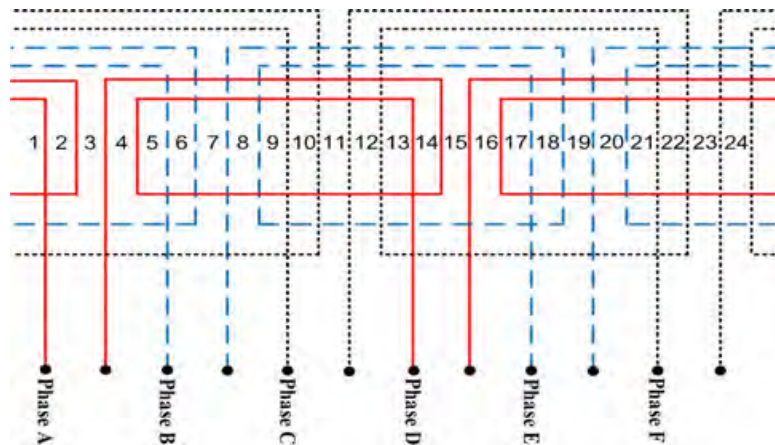 1 2 3 4 5 6 7 8 9 10 11 12 13 14 15 16 17 18 19 20 21 22 23 24
Phase A
Phase B
Phase C
Phase D
Phase E
Phase F